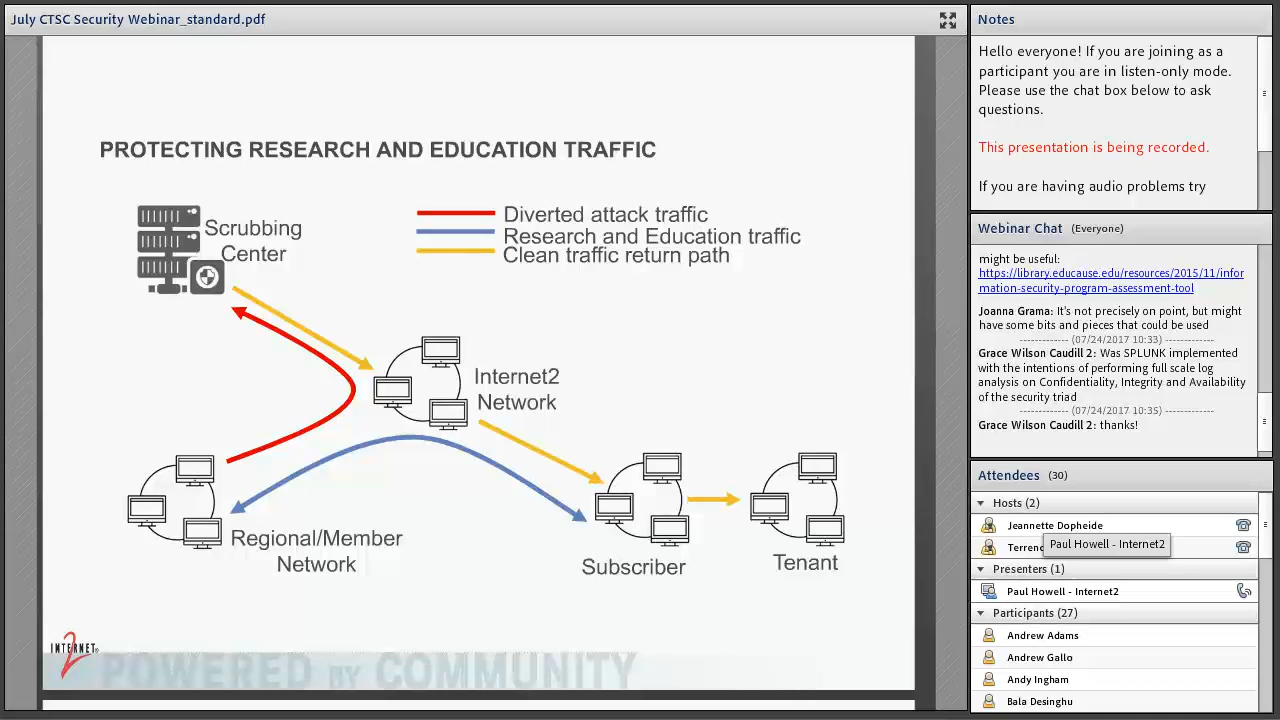 July CTSC Security Webinar_standard.pdf
PROTECTING RESEARCH AND EDUCATION TRAFFIC
Scrubbing
Center
Diverted attack traffic
Research and Education traffic
Clean traffic return path
Internet2
Network
Regional/Member
Network
Subscriber
Tenant
INTERNET
2
POWERED BY COMMUNITY
Notes
Hello everyone! If you are joining as a
participant you are in listen-only mode.
Please use the chat box below to ask
questions.
This presentation is being recorded.
If you are having audio problems try
Webinar Chat (Everyone)
might be useful:
https://library.educause.edu/resources/2015/11/infor
mation-security-program-assessment-tool
Joanna Grama: It's not precisely on point, but might
have some bits and pieces that could be used
------------- (07/24/2017 10:33) -------------
Grace Wilson Caudill 2: Was SPLUNK implemented
with the intentions of performing full scale log
analysis on Confidentiality, Integrity and Availability
of the security triad
------------- (07/24/2017 10:35) -------------
Grace Wilson Caudill 2: thanks!
Attendees (30)
Hosts (2)
Jeannette Dopheide
Terrenc
Paul Howell - Internet2
Presenters (1)
Paul Howell - Internet2
Participants (27)
Andrew Adams
Andrew Gallo
Andy Ingham
Bala Desinghu